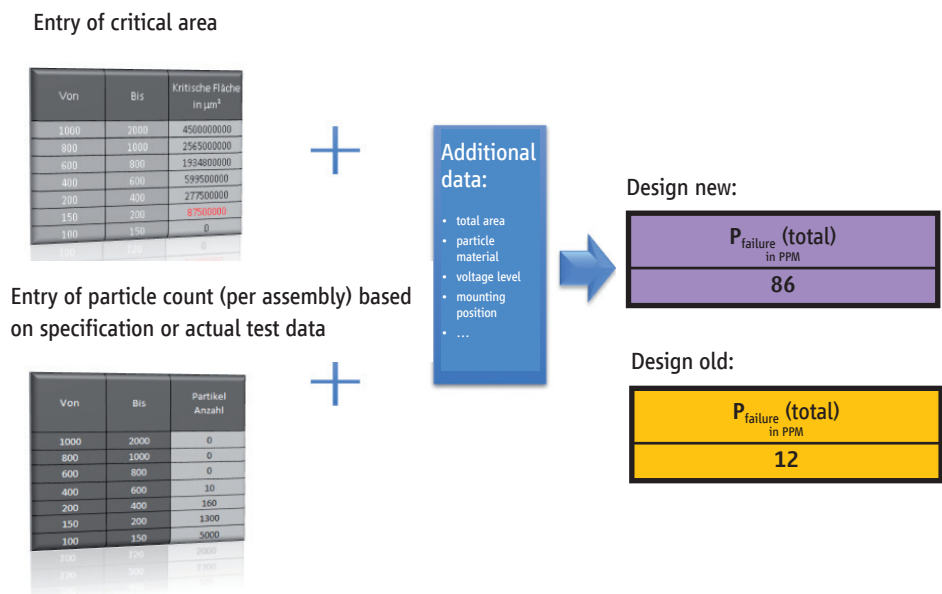 Entry of critical area
Von Bis Kritische Fläche
in µm²
1000 2000 4500000000
800 1000 2565000000
600 800 1934800000
400 600 599500000
200 400 277500000
150 200 87500000
100 150 0
Entry of particle count (per assembly) based
on specification or actual test data
Von Bis Partikel
Anzahl
1000 2000 0
800 1000 0
600 800 0
400 600 10
200 400 160
150 200 1300
100 150 5000
Additional
data:
• total area
• particle
material
• voltage level
• mounting
position
• ...
Design new:
Pfailure (total)
in PPM
86
Design old:
Pfailure (total)
in PPM
12